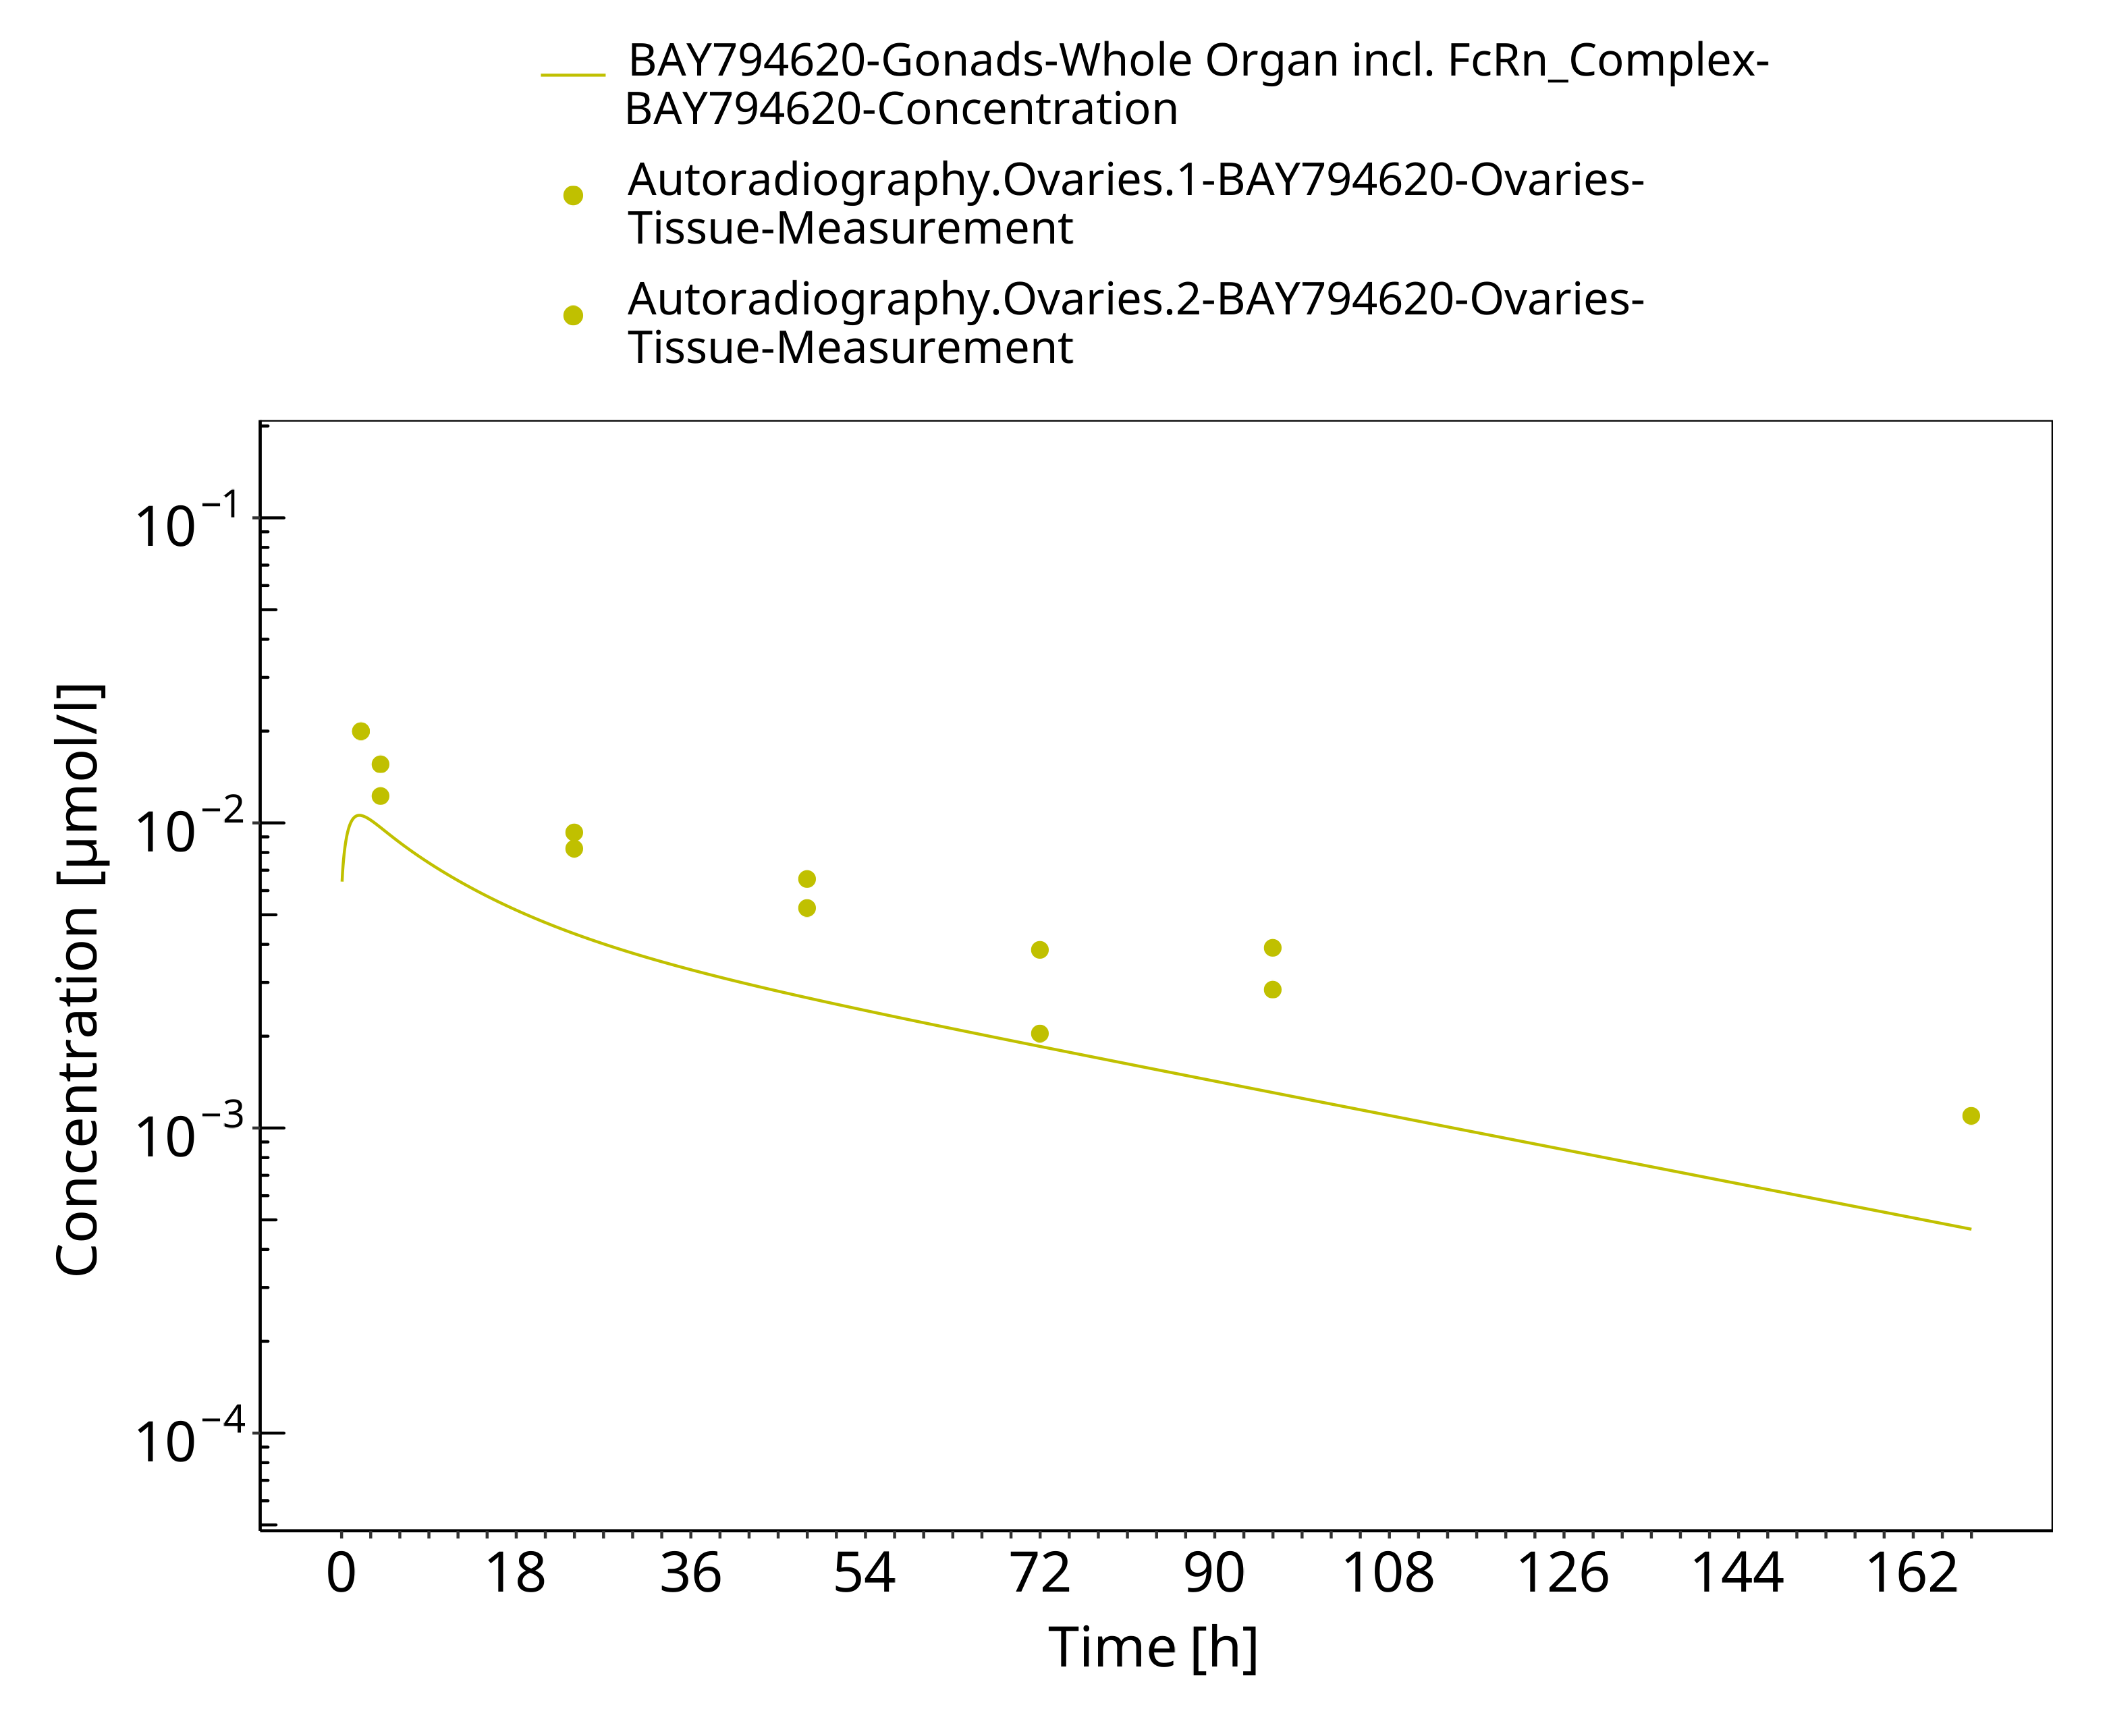 BAY794620-Gonads-Whole Organ incl. FcRn_Complex-
BAY794620-Concentration
Autoradiography.Ovaries.1-BAY794620-Ovaries-
Tissue-Measurement
Autoradiography.Ovaries.2-BAY794620-Ovaries-
Tissue-Measurement
Concentration [µmol/l]
10⁻¹
10⁻²
10⁻³
10⁻⁴
0 18 36 54 72 90 108 126 144 162
Time [h]